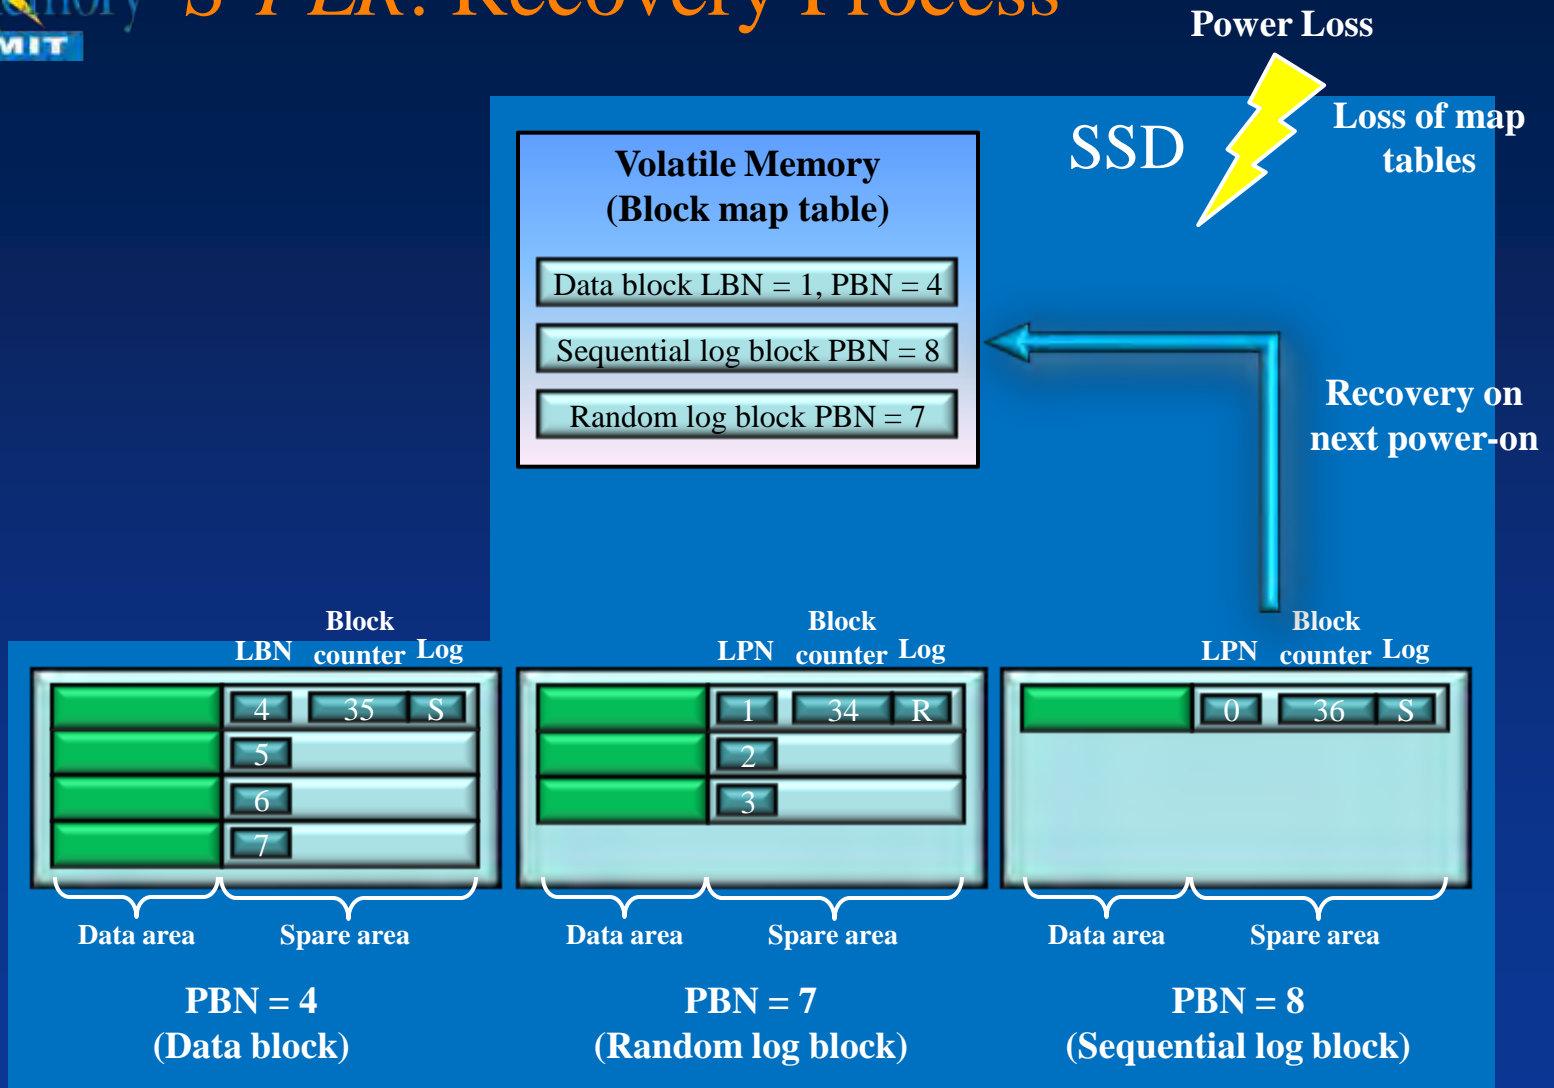 Recovery Process
MIT
Power Loss
SSD
Loss of map
tables
Volatile Memory
(Block map table)
Data block LBN = 1, PBN = 4
Sequential log block PBN = 8
Random log block PBN = 7
Recovery on
next power-on
Block
LBN counter Log
4 35 S
5
6
7
Data area Spare area
PBN = 4
(Data block)
Block
LPN counter Log
1 34 R
2
3
Data area Spare area
PBN = 7
(Random log block)
Block
LPN counter Log
0 36 S
Data area Spare area
PBN = 8
(Sequential log block)